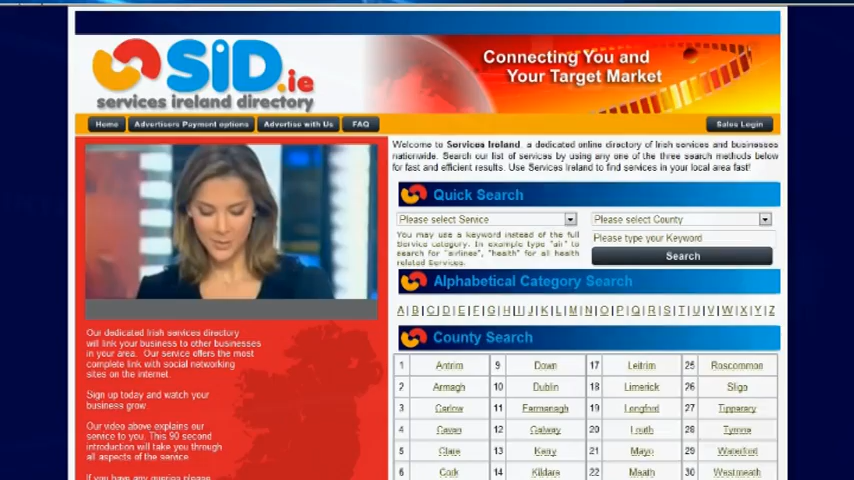 SiD.ie
services ireland directory
Connecting You and
Your Target Market
Home
Advertisers Payment options
Advertise with Us
FAQ
Sales Login
Welcome to Services Ireland, a dedicated online directory of Irish services and businesses
nationwide. Search our list of services by using any one of the three search methods below
for fast and efficient results. Use Services Ireland to find services in your local area fast!
Quick Search
Please select Service
Please select County
You may use a keyword instead of the full
Service category. In example type "air" to
search for "airlines", "health" for all health
related Services.
Please type your Keyword
Search
Alphabetical Category Search
A | B | C | D | E | F | G | H | I | J | K | L | M | N | O | P | Q | R | S | T | U | V | W | X | Y | Z
County Search
1 Antrim 9 Down 17 Leitrim 25 Roscommon
2 Armagh 10 Dublin 18 Limerick 26 Sligo
3 Carlow 11 Fermanagh 19 Longford 27 Tipperary
4 Cavan 12 Galway 20 Louth 28 Tyrone
5 Clare 13 Kerry 21 Mayo 29 Waterford
6 Cork 14 Kildare 22 Meath 30 Westmeath
Our dedicated Irish services directory
will link your business to other businesses
in your area. Our service offers the most
complete link with social networking
sites on the internet.
Sign up today and watch your
business grow.
Our video above explains our
service to you. This 90 second
introduction will take you through
all aspects of the service.
If you have any queries please